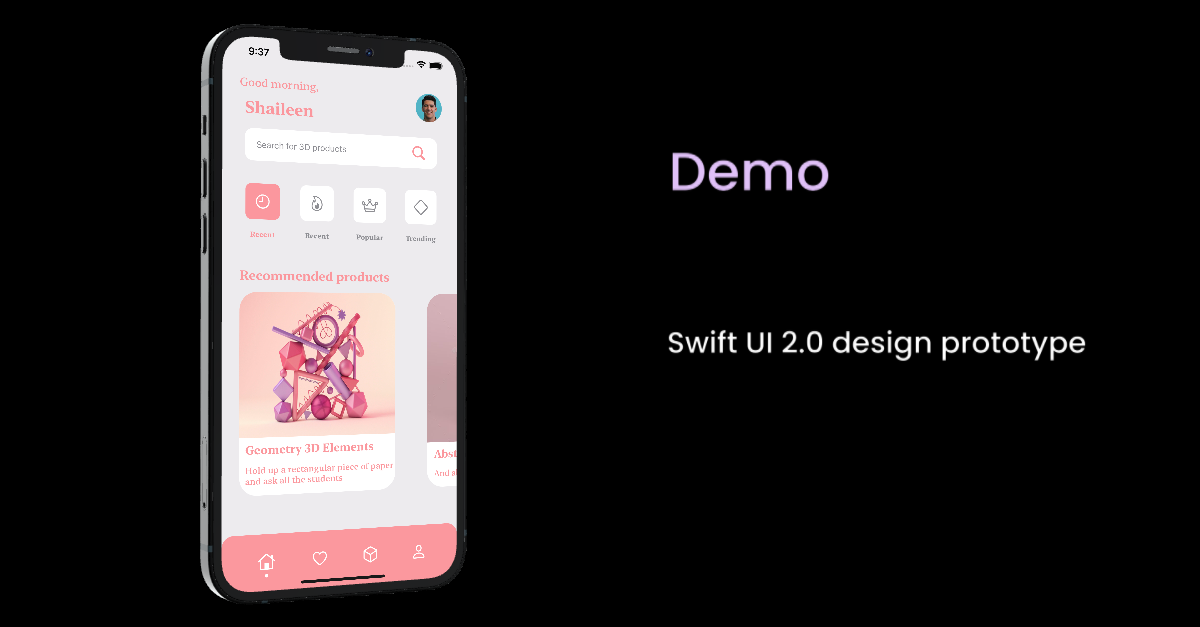 9:37
Good morning,
Shaileen
Search for 3D products
Recent
Recent
Popular
Trending
Recommended products
Geometry 3D Elements
Hold up a rectangular piece of paper
and ask all the students
Abst
And a
Demo
Swift UI 2.0 design prototype